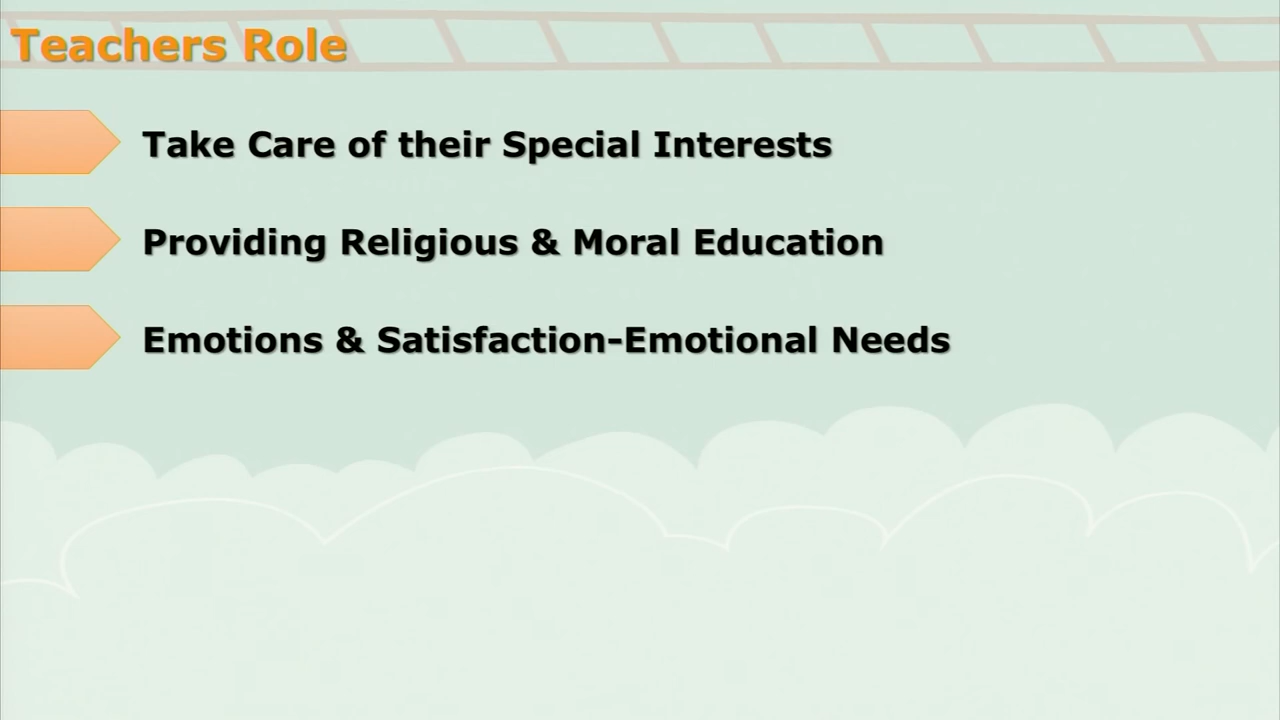 Teachers Role
Take Care of their Special Interests
Providing Religious & Moral Education
Emotions & Satisfaction-Emotional Needs